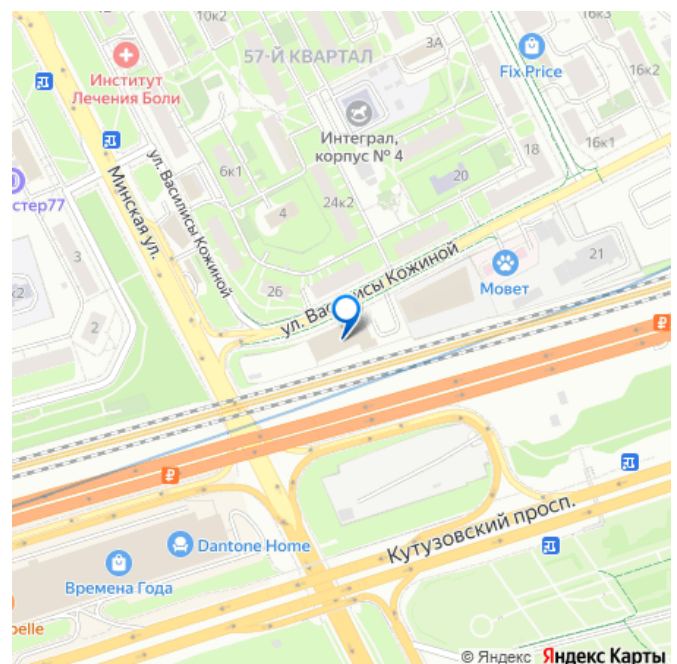 10к2
16к3
3А
57-Й КВАРТАЛ
16к2
Институт
Лечения Боли
Fix Price
Интеграл,
корпус № 4
16к1
18
6к1
20
стер77
Минская ул.
ул. Василисы Кожиной
4
24к2
3
21
ул. Василисы Кожиной
Мовет
к2
26
2
₽
₽
Кутузовский просп.
Dantone Home
Времена Года
elle
© Яндекс Яндекс Карты